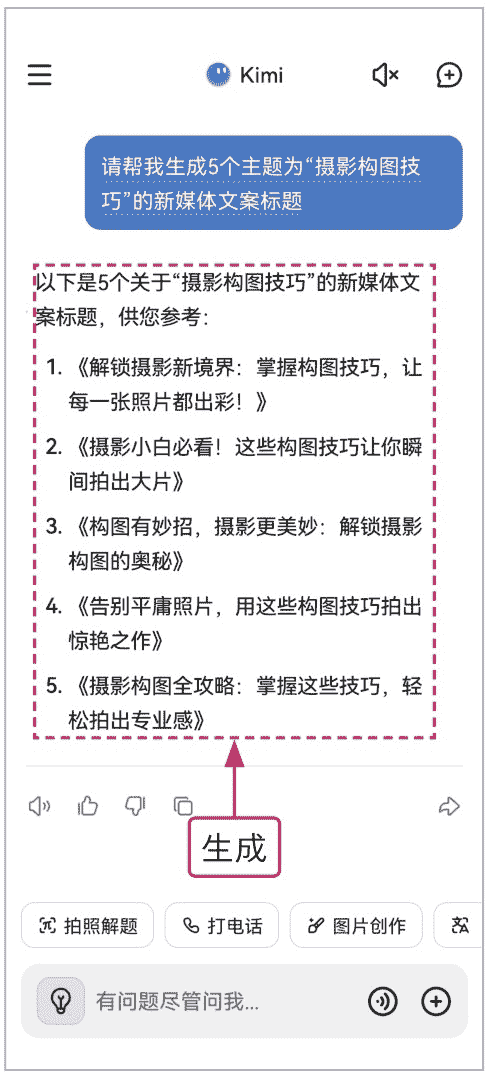 Kimi
请帮我生成5个主题为“摄影构图技
巧”的新媒体文案标题
以下是5个关于“摄影构图技巧”的新媒体文
案标题，供您参考：
1. 《解锁摄影新境界：掌握构图技巧，让
每一张照片都出彩！》
2. 《摄影小白必看！这些构图技巧让你瞬
间拍出大片》
3. 《构图有妙招，摄影更美妙：解锁摄影
构图的奥秘》
4. 《告别平庸照片，用这些构图技巧拍出
惊艳之作》
5. 《摄影构图全攻略：掌握这些技巧，轻
松拍出专业感》
生成
拍照解题 打电话 图片创作
有问题尽管问我...